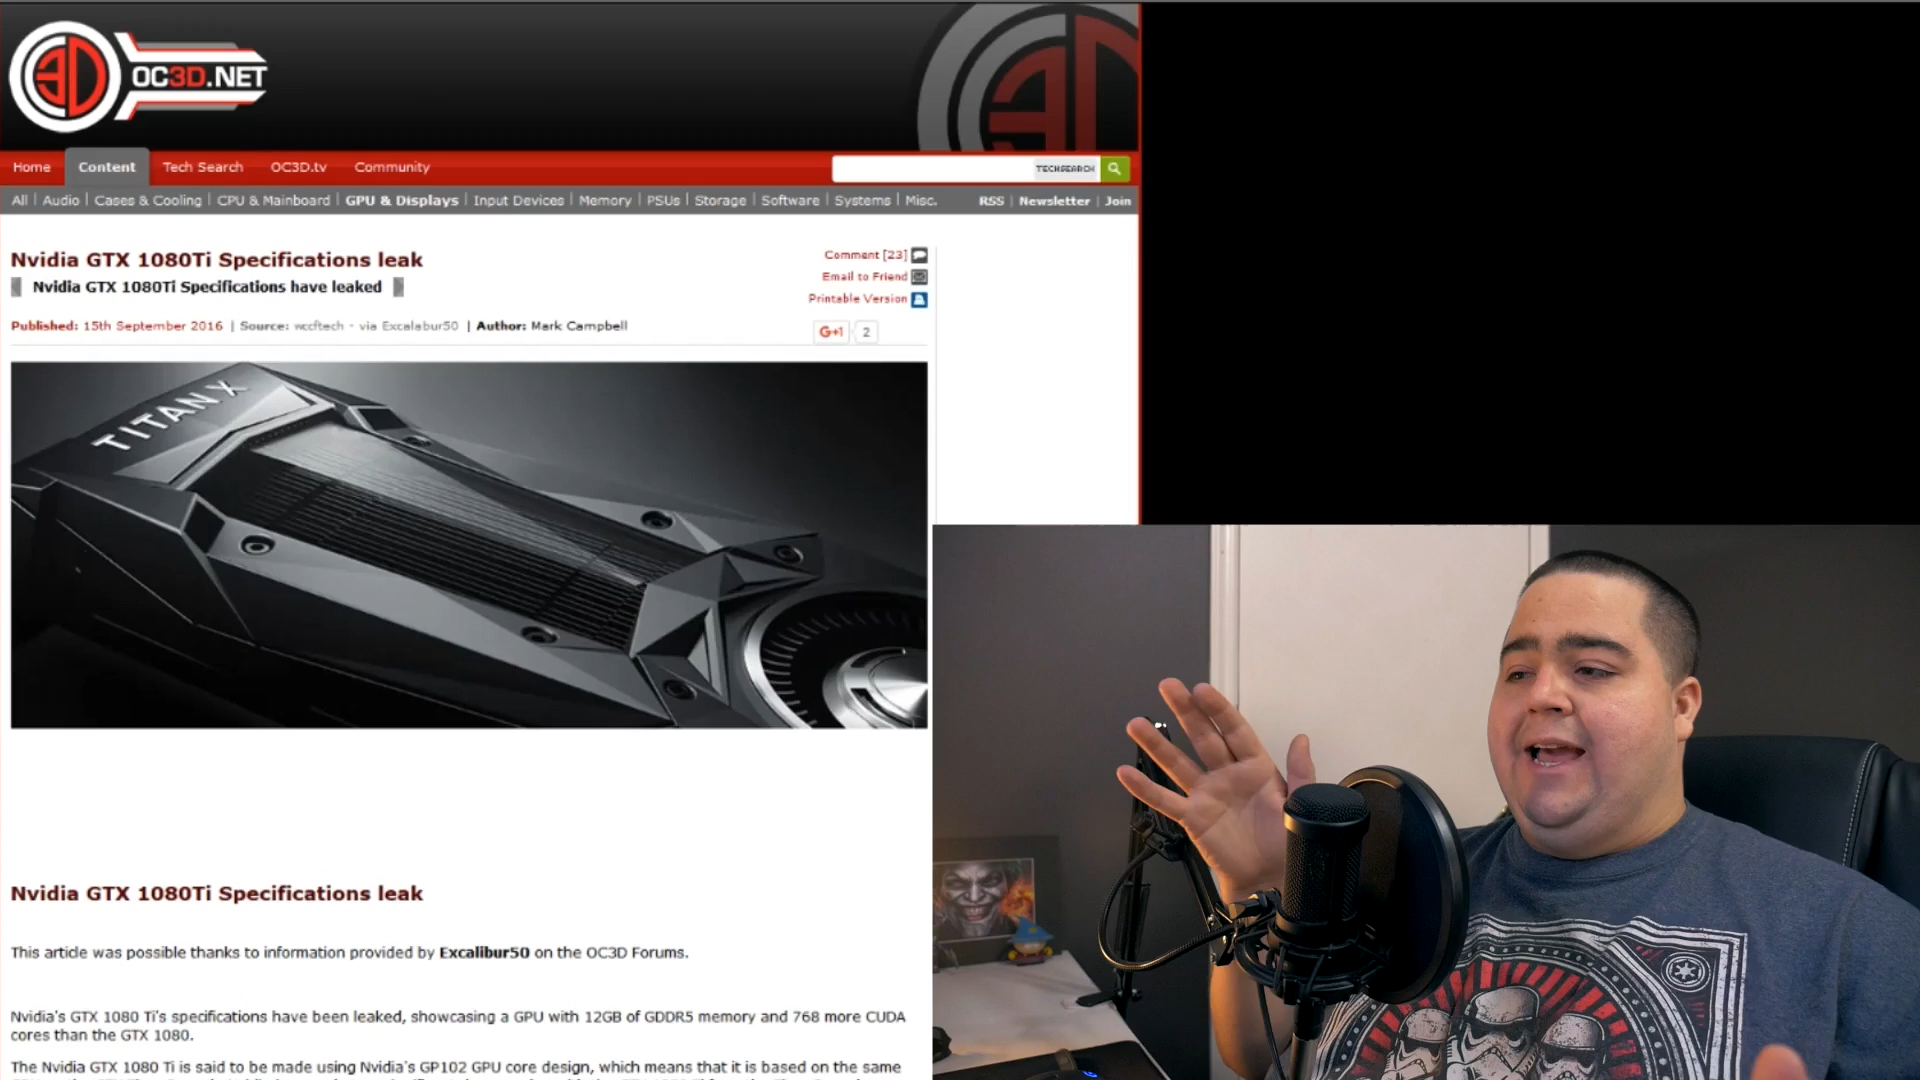 OC3D.NET
Home Content Tech Search OC3D.tv Community TECHSEARCH
All | Audio | Cases & Cooling | CPU & Mainboard | GPU & Displays | Input Devices | Memory | PSUs | Storage | Software | Systems | Misc. RSS | Newsletter | Join
Nvidia GTX 1080Ti Specifications leak
Nvidia GTX 1080Ti Specifications have leaked
Comment [23]
Email to Friend
Printable Version
Published: 15th September 2016 | Source: wccftech - via Excalabur50 | Author: Mark Campbell
G+1 2
TITAN X
Nvidia GTX 1080Ti Specifications leak
This article was possible thanks to information provided by Excalibur50 on the OC3D Forums.
Nvidia's GTX 1080 Ti's specifications have been leaked, showcasing a GPU with 12GB of GDDR5 memory and 768 more CUDA
cores than the GTX 1080.
The Nvidia GTX 1080 Ti is said to be made using Nvidia's GP102 GPU core design, which means that it is based on the same